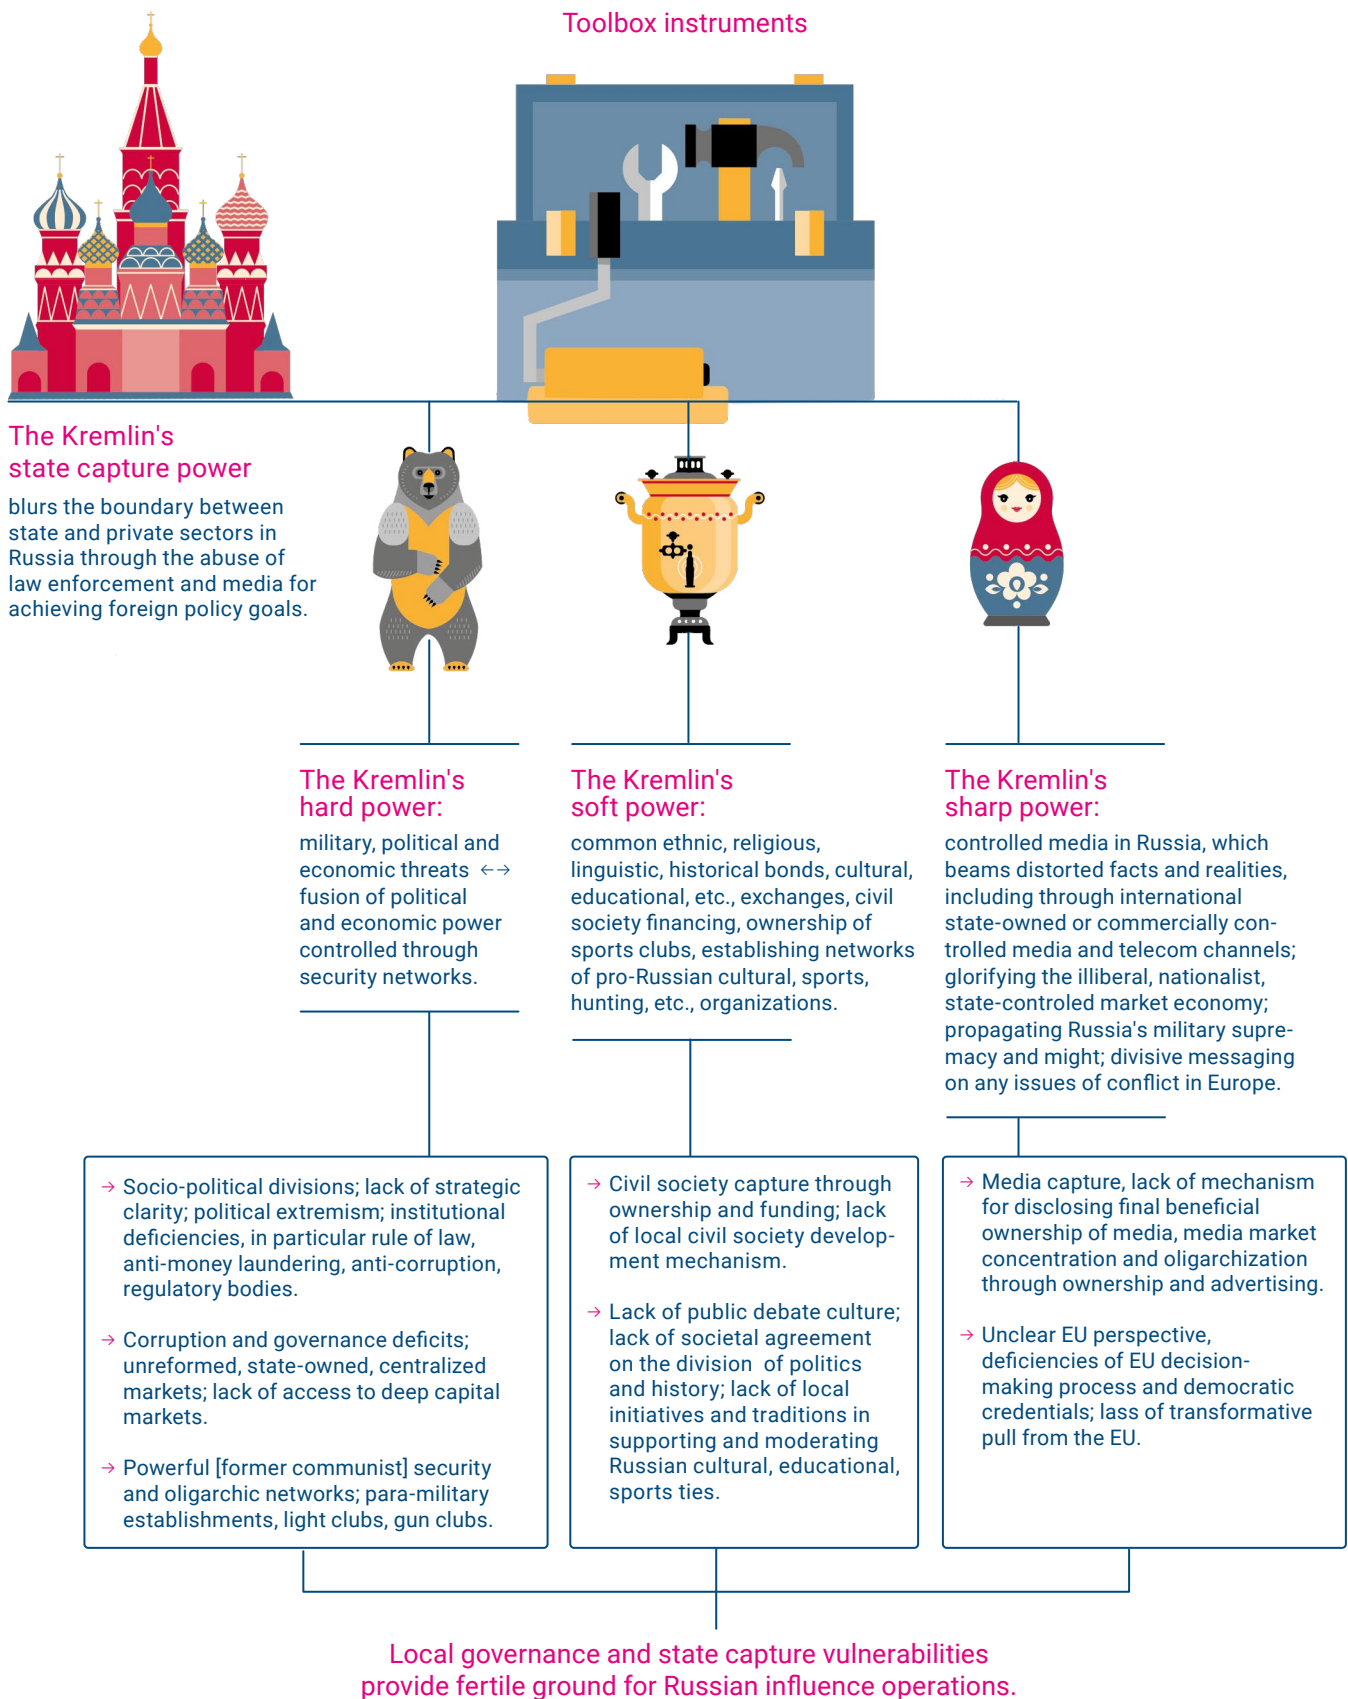 Toolbox instruments
The Kremlin's
state capture power
blurs the boundary between
state and private sectors in
Russia through the abuse of
law enforcement and media for
achieving foreign policy goals.
The Kremlin's
hard power:
military, political and
economic threats ←→
fusion of political
and economic power
controlled through
security networks.
The Kremlin's
soft power:
common ethnic, religious,
linguistic, historical bonds, cultural,
educational, etc., exchanges, civil
society financing, ownership of
sports clubs, establishing networks
of pro-Russian cultural, sports,
hunting, etc., organizations.
The Kremlin's
sharp power:
controlled media in Russia, which
beams distorted facts and realities,
including through international
state-owned or commercially con-
trolled media and telecom channels;
glorifying the illiberal, nationalist,
state-controled market economy;
propagating Russia's military supre-
macy and might; divisive messaging
on any issues of conflict in Europe.
→ Socio-political divisions; lack of strategic
clarity; political extremism; institutional
deficiencies, in particular rule of law,
anti-money laundering, anti-corruption,
regulatory bodies.
→ Corruption and governance deficits;
unreformed, state-owned, centralized
markets; lack of access to deep capital
markets.
→ Powerful [former communist] security
and oligarchic networks; para-military
establishments, light clubs, gun clubs.
→ Civil society capture through
ownership and funding; lack
of local civil society develop-
ment mechanism.
→ Lack of public debate culture;
lack of societal agreement
on the division of politics
and history; lack of local
initiatives and traditions in
supporting and moderating
Russian cultural, educational,
sports ties.
→ Media capture, lack of mechanism
for disclosing final beneficial
ownership of media, media market
concentration and oligarchization
through ownership and advertising.
→ Unclear EU perspective,
deficiencies of EU decision-
making process and democratic
credentials; lass of transformative
pull from the EU.
Local governance and state capture vulnerabilities
provide fertile ground for Russian influence operations.